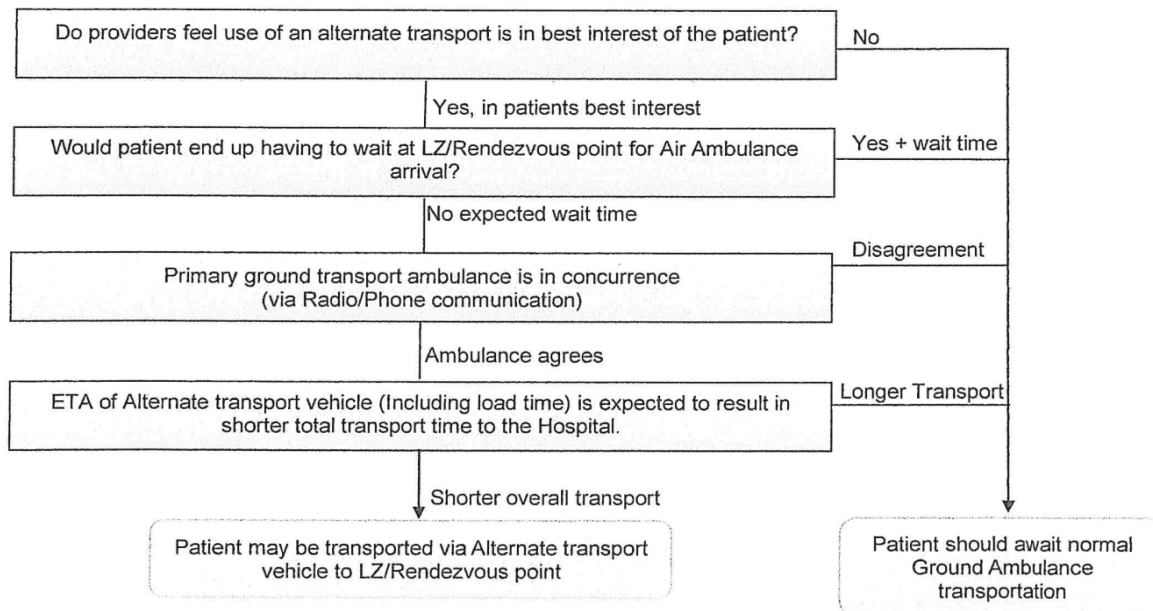 Do providers feel use of an alternate transport is in best interest of the patient?
No
Yes, in patients best interest
Would patient end up having to wait at LZ/Rendezvous point for Air Ambulance
arrival?
Yes + wait time
No expected wait time
Disagreement
Primary ground transport ambulance is in concurrence
(via Radio/Phone communication)
Ambulance agrees
ETA of Alternate transport vehicle (Including load time) is expected to result in
shorter total transport time to the Hospital.
Longer Transport
Shorter overall transport
Patient may be transported via Alternate transport
vehicle to LZ/Rendezvous point
Patient should await normal
Ground Ambulance
transportation